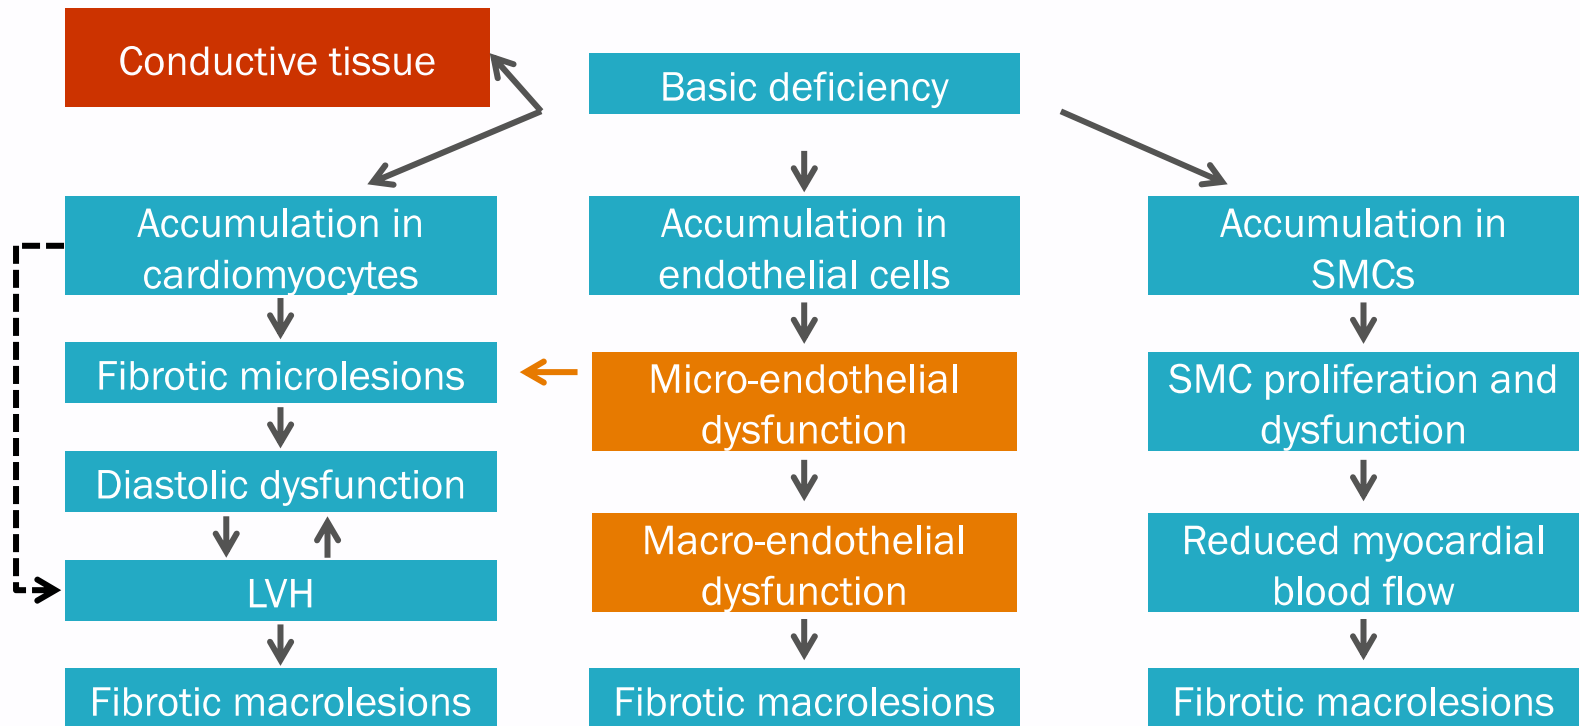 Conductive tissue
Basic deficiency
Accumulation in
cardiomyocytes
Accumulation in
endothelial cells
Accumulation in
SMCs
Fibrotic microlesions
Micro-endothelial
dysfunction
SMC proliferation and
dysfunction
Diastolic dysfunction
Macro-endothelial
dysfunction
Reduced myocardial
blood flow
LVH
Fibrotic macrolesions
Fibrotic macrolesions
Fibrotic macrolesions